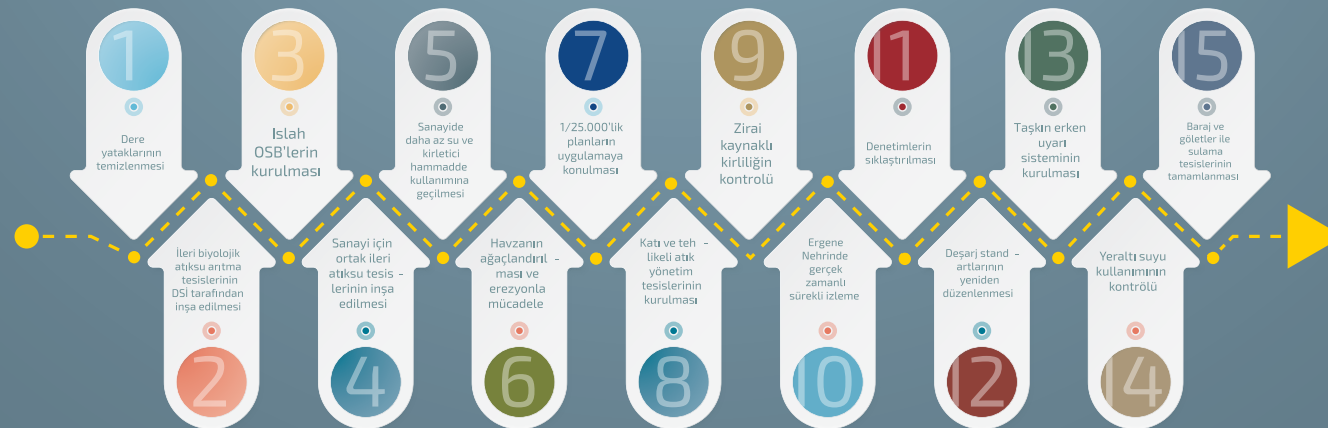 1
Dere
yataklarının
temizlenmesi
2
İleri biyolojik
atıksu arıtma
tesislerinin
DSİ tarafından
inşa edilmesi
3
Islah
OSB'lerin
kurulması
4
Sanayi için
ortak ileri
atıksu tesis -
lerinin inşa
edilmesi
5
Sanayide
daha az su ve
kirletici
hammadde
kullanımına
geçilmesi
6
Havzanın
ağaçlandırıl -
ması ve
erezyonla
mücadele
7
1/25.000'lik
planların
uygulamaya
konulması
8
Katı ve teh -
likeli atık
yönetim
tesislerinin
kurulması
9
Zirai
kaynaklı
kirliliğin
kontrolü
10
Ergene
Nehrinde
gerçek
zamanlı
sürekli izleme
11
Denetimlerin
sıklaştırılması
12
Deşarj stand -
artlarının
yeniden
düzenlenmesi
13
Taşkın erken
uyarı
sisteminin
kurulması
14
Yeraltı suyu
kullanımının
kontrölü
15
Baraj ve
göletler ile
sulama
tesislerinin
tamamlanması